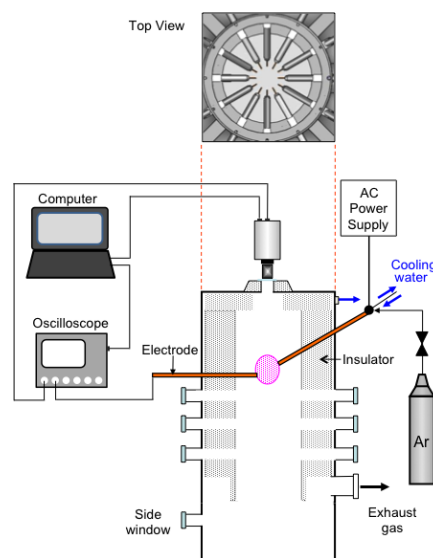 Top View
Computer
AC
Power
Supply
Cooling
water
Oscilloscope
Electrode
Insulator
Ar
Side
window
Exhaust
gas